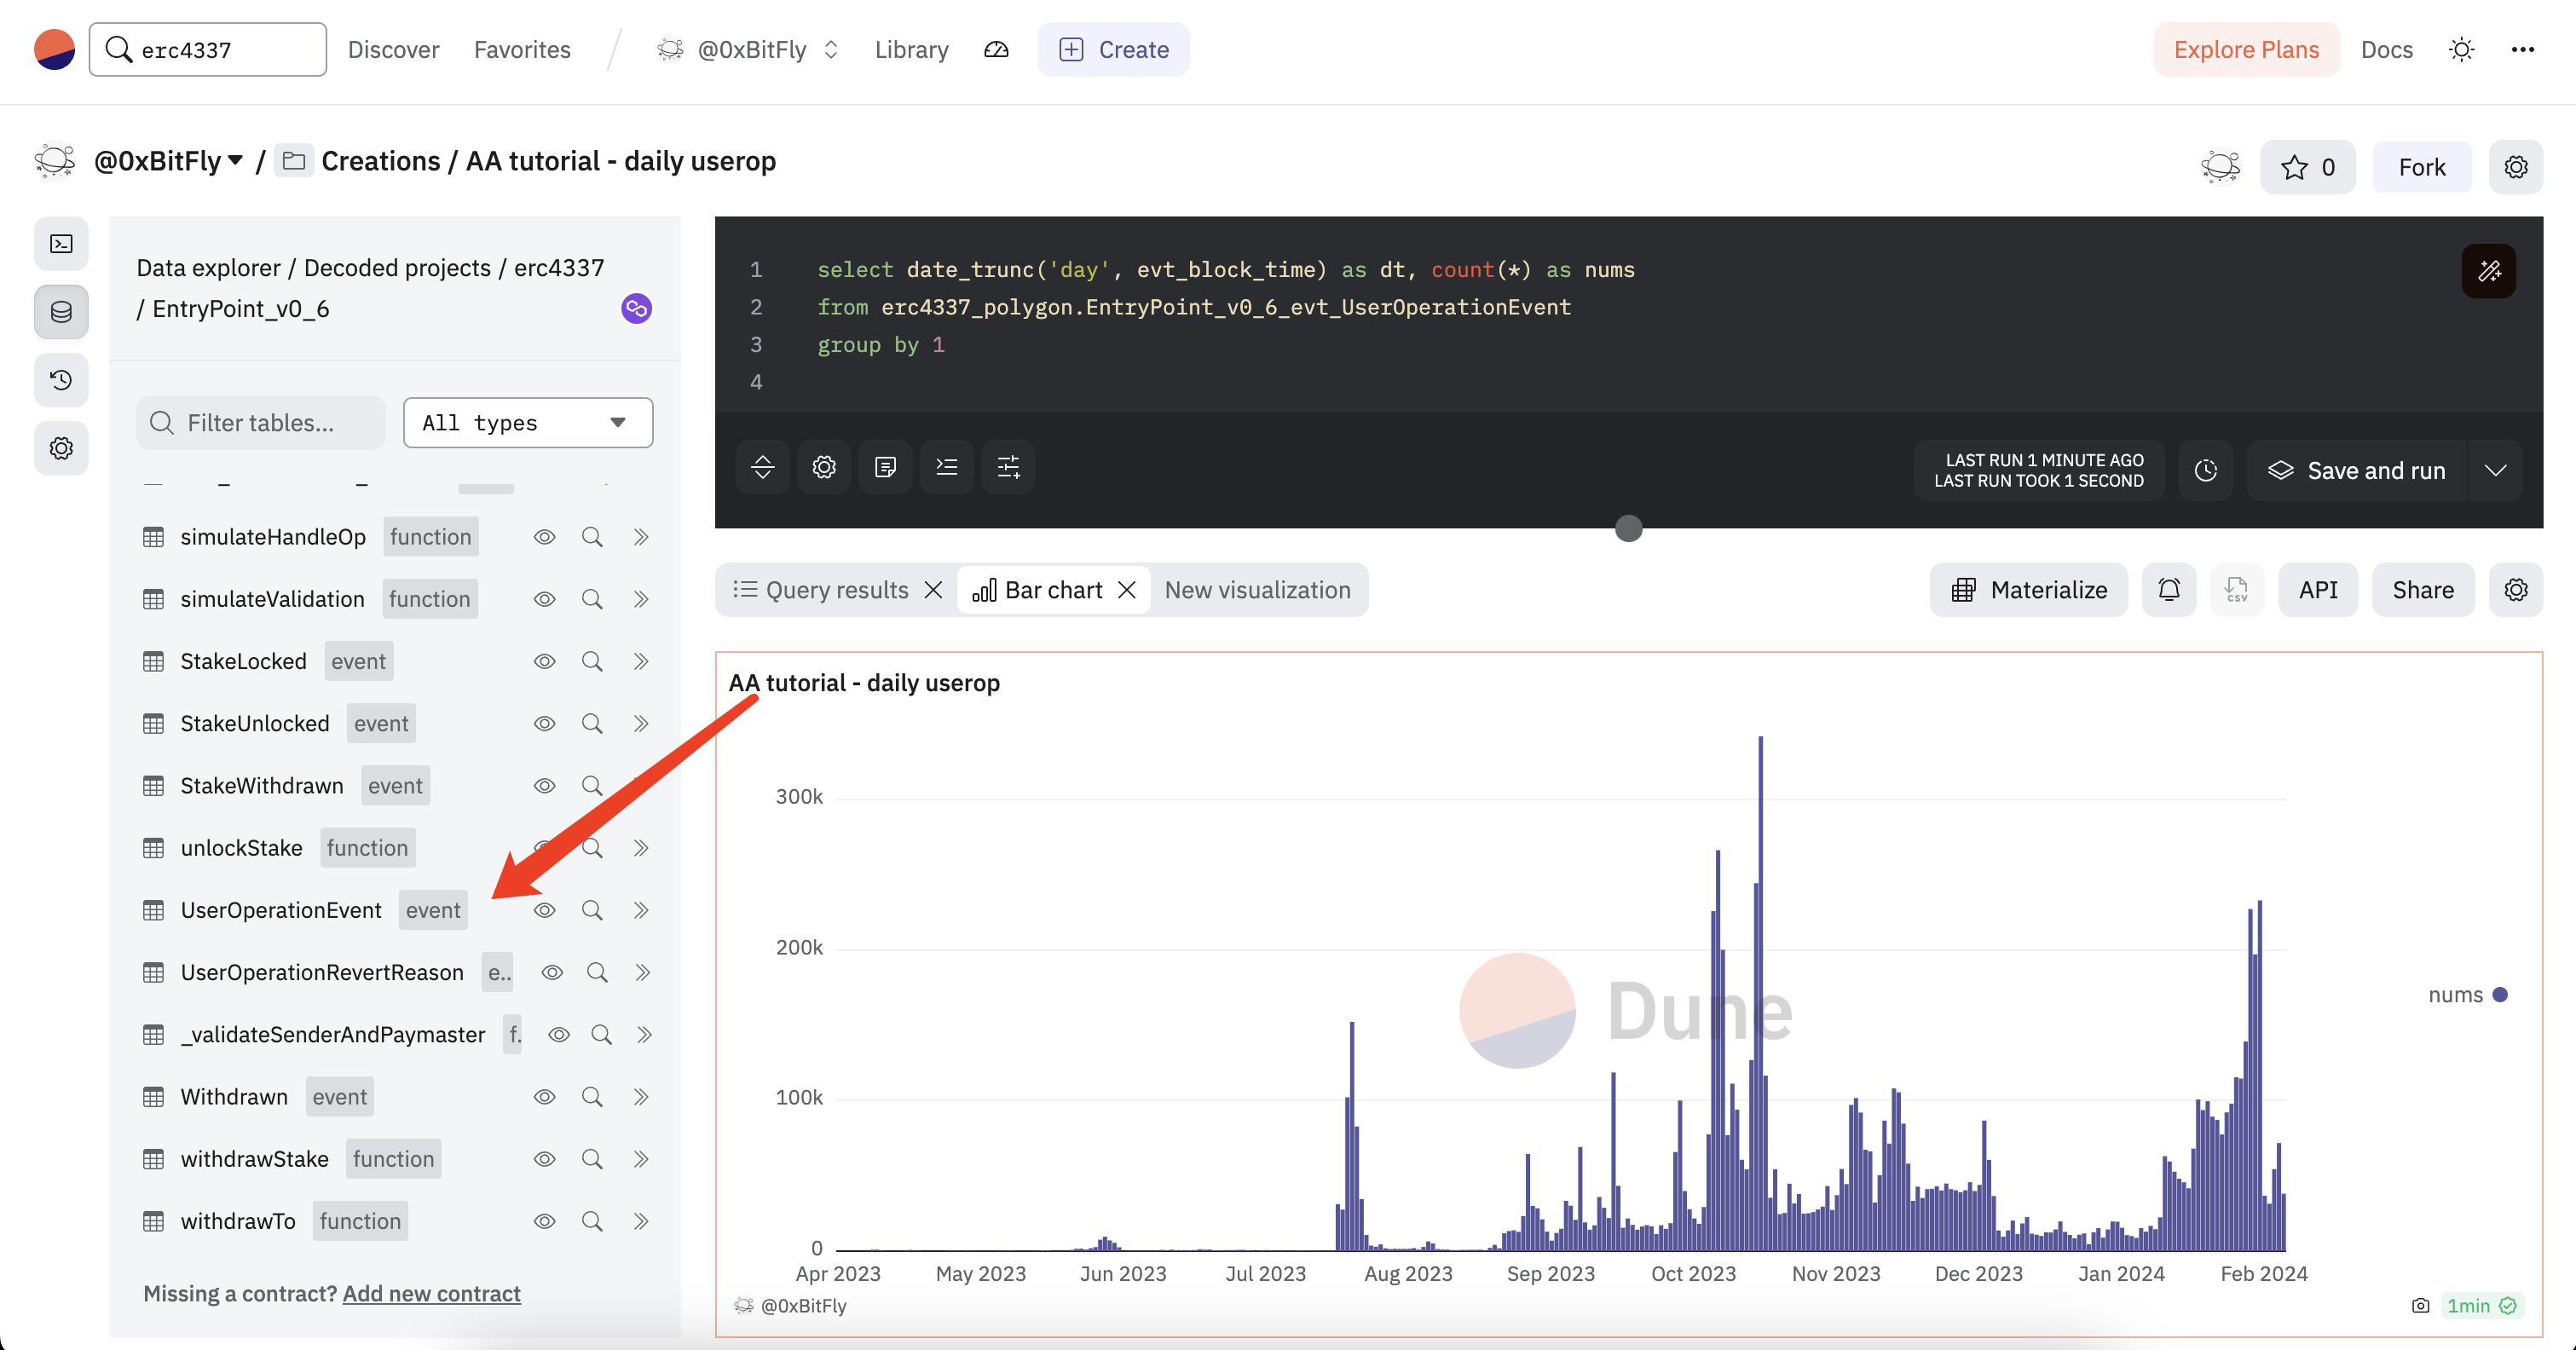 erc4337
Discover
Favorites
@0xBitFly
Library
Create
Explore Plans
Docs
@0xBitFly / Creations / AA tutorial - daily userop
0
Fork
Data explorer / Decoded projects / erc4337
/ EntryPoint_v0_6
Filter tables...
All types
simulateHandleOp function
simulateValidation function
StakeLocked event
StakeUnlocked event
StakeWithdrawn event
unlockStake function
UserOperationEvent event
UserOperationRevertReason e..
_validateSenderAndPaymaster f.
Withdrawn event
withdrawStake function
withdrawTo function
Missing a contract? Add new contract
1 select date_trunc('day', evt_block_time) as dt, count(*) as nums
2 from erc4337_polygon.EntryPoint_v0_6_evt_UserOperationEvent
3 group by 1
4
LAST RUN 1 MINUTE AGO
LAST RUN TOOK 1 SECOND
Save and run
Query results
Bar chart
New visualization
Materialize
CSV
API
Share
AA tutorial - daily userop
300k
200k
100k
0
Dune
nums
Apr 2023 May 2023 Jun 2023 Jul 2023 Aug 2023 Sep 2023 Oct 2023 Nov 2023 Dec 2023 Jan 2024 Feb 2024
@0xBitFly
1min